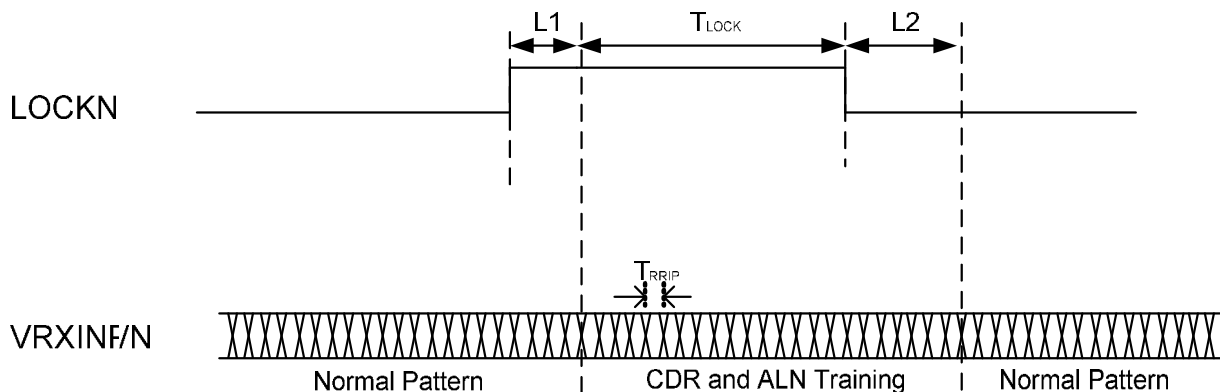 L1 TLOCK L2
LOCKN
TRRIP
VRXINF/N
Normal Pattern CDR and ALN Training Normal Pattern